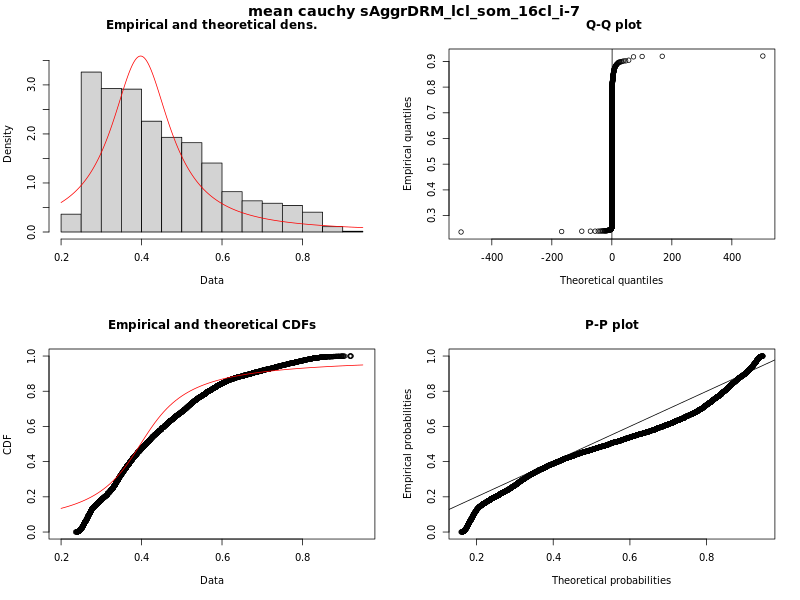 mean cauchy sAggrDRM_lcl_som_16cl_i-7
Empirical and theoretical dens.
Density
0.0 1.0 2.0 3.0
0.2 0.4 0.6 0.8
Data
Q-Q plot
Empirical quantiles
0.3 0.4 0.5 0.6 0.7 0.8 0.9
-400 -200 0 200 400
Theoretical quantiles
Empirical and theoretical CDFs
CDF
0.0 0.2 0.4 0.6 0.8 1.0
0.2 0.4 0.6 0.8
Data
P-P plot
Empirical probabilities
0.0 0.2 0.4 0.6 0.8 1.0
0.2 0.4 0.6 0.8
Theoretical probabilities